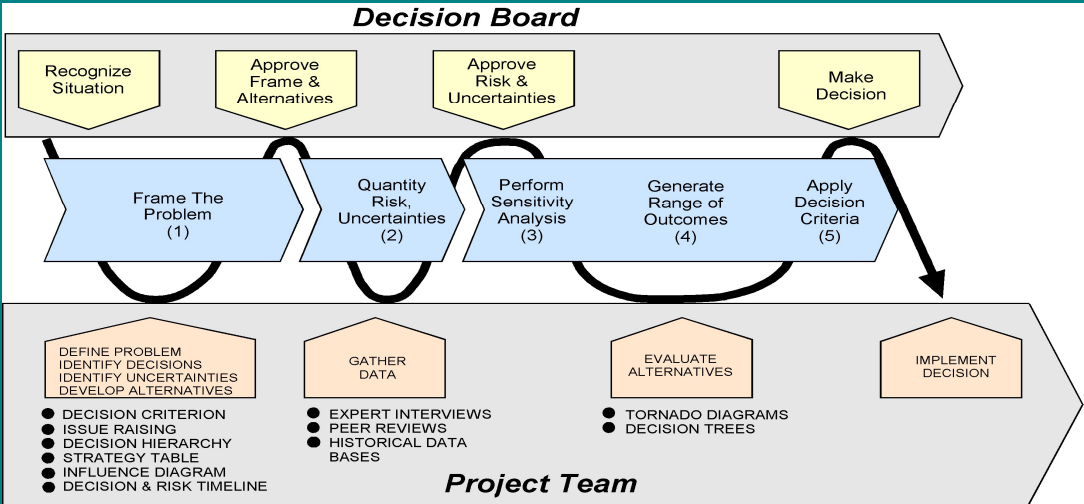 Decision Board
Recognize
Situation
Approve
Frame &
Alternatives
Approve
Risk &
Uncertainties
Make
Decision
Frame The
Problem
(1)
Quantity
Risk,
Uncertainties
(2)
Perform
Sensitivity
Analysis
(3)
Generate
Range of
Outcomes
(4)
Apply
Decision
Criteria
(5)
DEFINE PROBLEM
IDENTIFY DECISIONS
IDENTIFY UNCERTAINTIES
DEVELOP ALTERNATIVES
GATHER
DATA
EVALUATE
ALTERNATIVES
IMPLEMENT
DECISION
DECISION CRITERION
ISSUE RAISING
DECISION HIERARCHY
STRATEGY TABLE
INFLUENCE DIAGRAM
DECISION & RISK TIMELINE
EXPERT INTERVIEWS
PEER REVIEWS
HISTORICAL DATA
BASES
TORNADO DIAGRAMS
DECISION TREES
Project Team